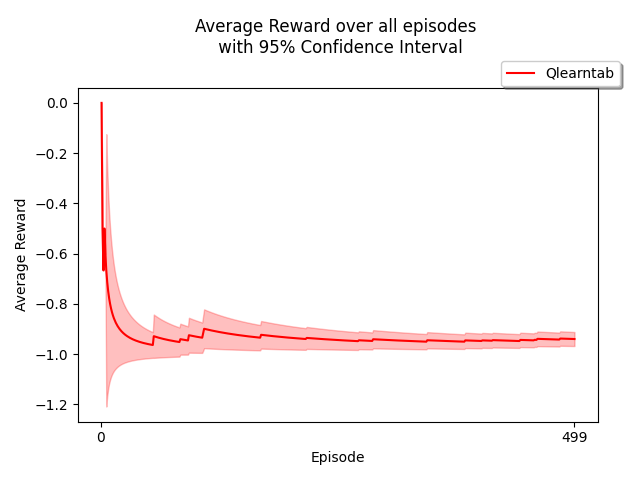 Average Reward over all episodes
with 95% Confidence Interval
Qlearntab
0.0
−0.2
−0.4
−0.6
−0.8
−1.0
−1.2
Average Reward
0
499
Episode